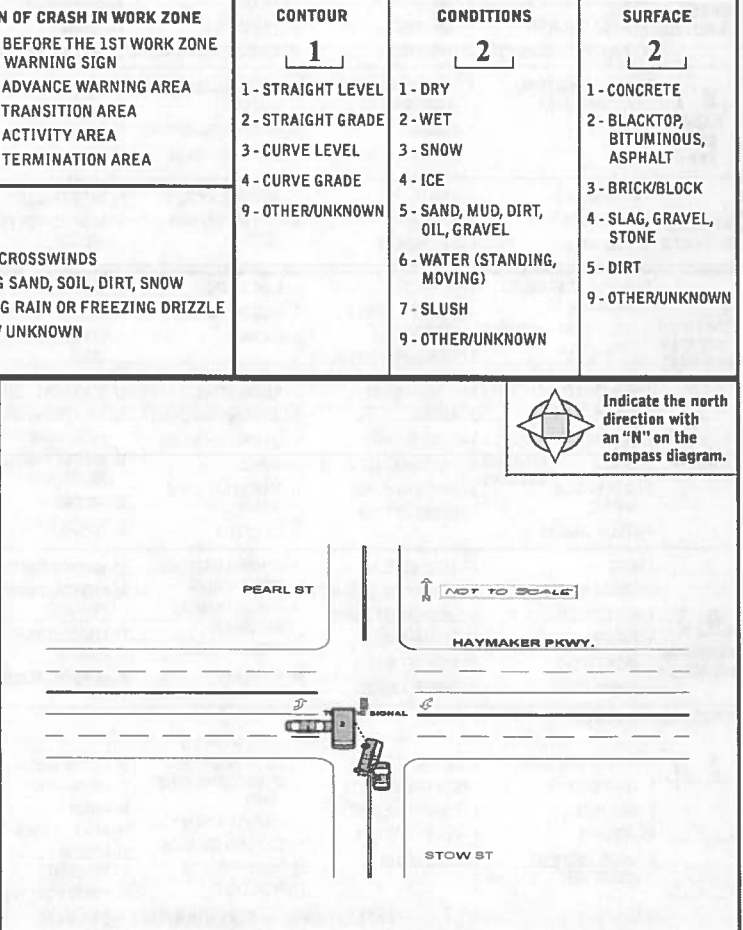 N OF CRASH IN WORK ZONE
BEFORE THE 1ST WORK ZONE
WARNING SIGN
ADVANCE WARNING AREA
TRANSITION AREA
ACTIVITY AREA
TERMINATION AREA
CROSSWINDS
G SAND, SOIL, DIRT, SNOW
G RAIN OR FREEZING DRIZZLE
UNKNOWN
CONTOUR
1
1 - STRAIGHT LEVEL
2 - STRAIGHT GRADE
3 - CURVE LEVEL
4 - CURVE GRADE
9 - OTHER/UNKNOWN
CONDITIONS
2
1 - DRY
2 - WET
3 - SNOW
4 - ICE
5 - SAND, MUD, DIRT,
OIL, GRAVEL
6 - WATER (STANDING,
MOVING)
7 - SLUSH
9 - OTHER/UNKNOWN
SURFACE
2
1 - CONCRETE
2 - BLACKTOP,
BITUMINOUS,
ASPHALT
3 - BRICK/BLOCK
4 - SLAG, GRAVEL,
STONE
5 - DIRT
9 - OTHER/UNKNOWN
Indicate the north
direction with
an "N" on the
compass diagram.
PEARL ST
N
NOT TO SCALE
HAYMAKER PKWY.
SIGNAL
2
STOW ST